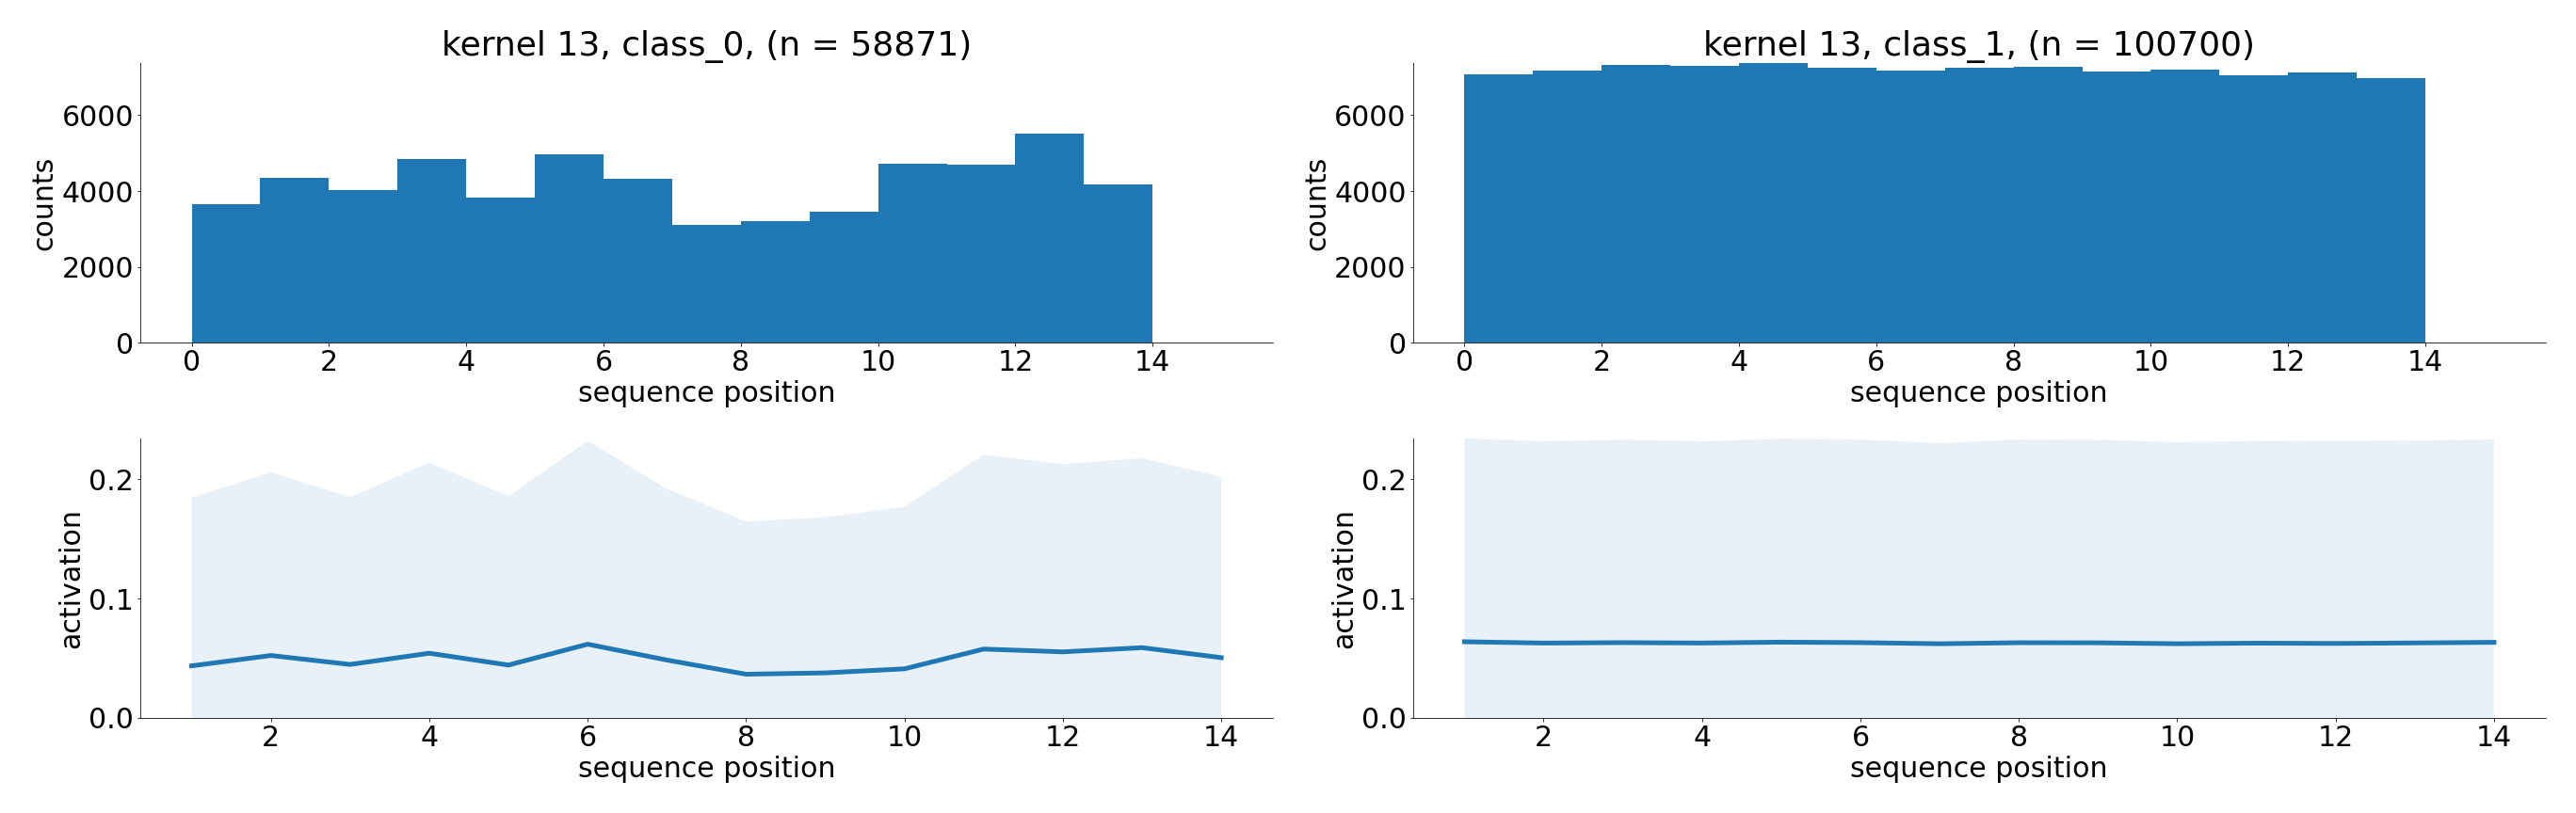 kernel 13, class_0, (n = 58871)
counts
6000
4000
2000
0
0 2 4 6 8 10 12 14
sequence position
kernel 13, class_1, (n = 100700)
counts
6000
4000
2000
0
0 2 4 6 8 10 12 14
sequence position
activation
0.2
0.1
0.0
2 4 6 8 10 12 14
sequence position
activation
0.2
0.1
0.0
2 4 6 8 10 12 14
sequence position